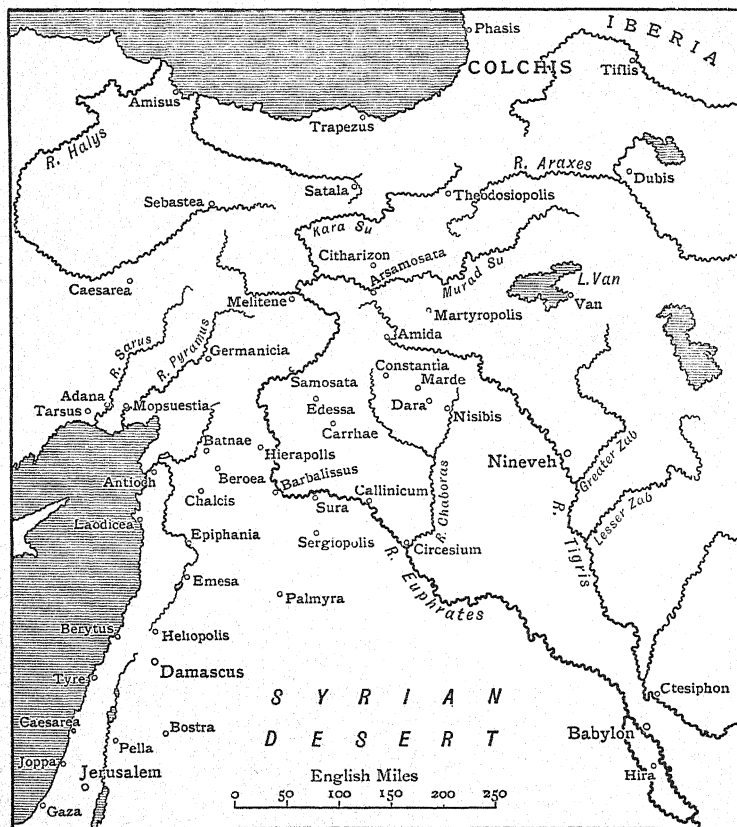 Phasis
IBERIA
COLCHIS
Tiflis
Amisus
Trapezus
R. Halys
R. Araxes
Dubis
Satala
Theodosiopolis
Sebastea
Kara Su
Citharizon
Arsamosata
Murad Su
L. Van
Caesarea
Melitene
Van
Martyropolis
R. Sarus
R. Pyramus
Amida
Germanicia
Constantia
Samosata
Marde
Adana
Tarsus
Mopsuestia
Edessa
Dara
Nisibis
Carrhae
Batnae
Hierapolis
Nineveh
Greater Zab
Antioch
Beroea
Barbalissus
Chalcis
Callinicum
R. Chaboras
Sura
Lesser Zab
Laodicea
R. Tigris
Epiphania
Sergiopolis
Circesium
R. Euphrates
Emesa
Palmyra
Berytus
Heliopolis
Damascus
Tyre
SYRIAN
DESERT
Ctesiphon
Caesarea
Bostra
Pella
Babylon
Joppa
Jerusalem
Hira
Gaza
English Miles
0 50 100 150 200 250